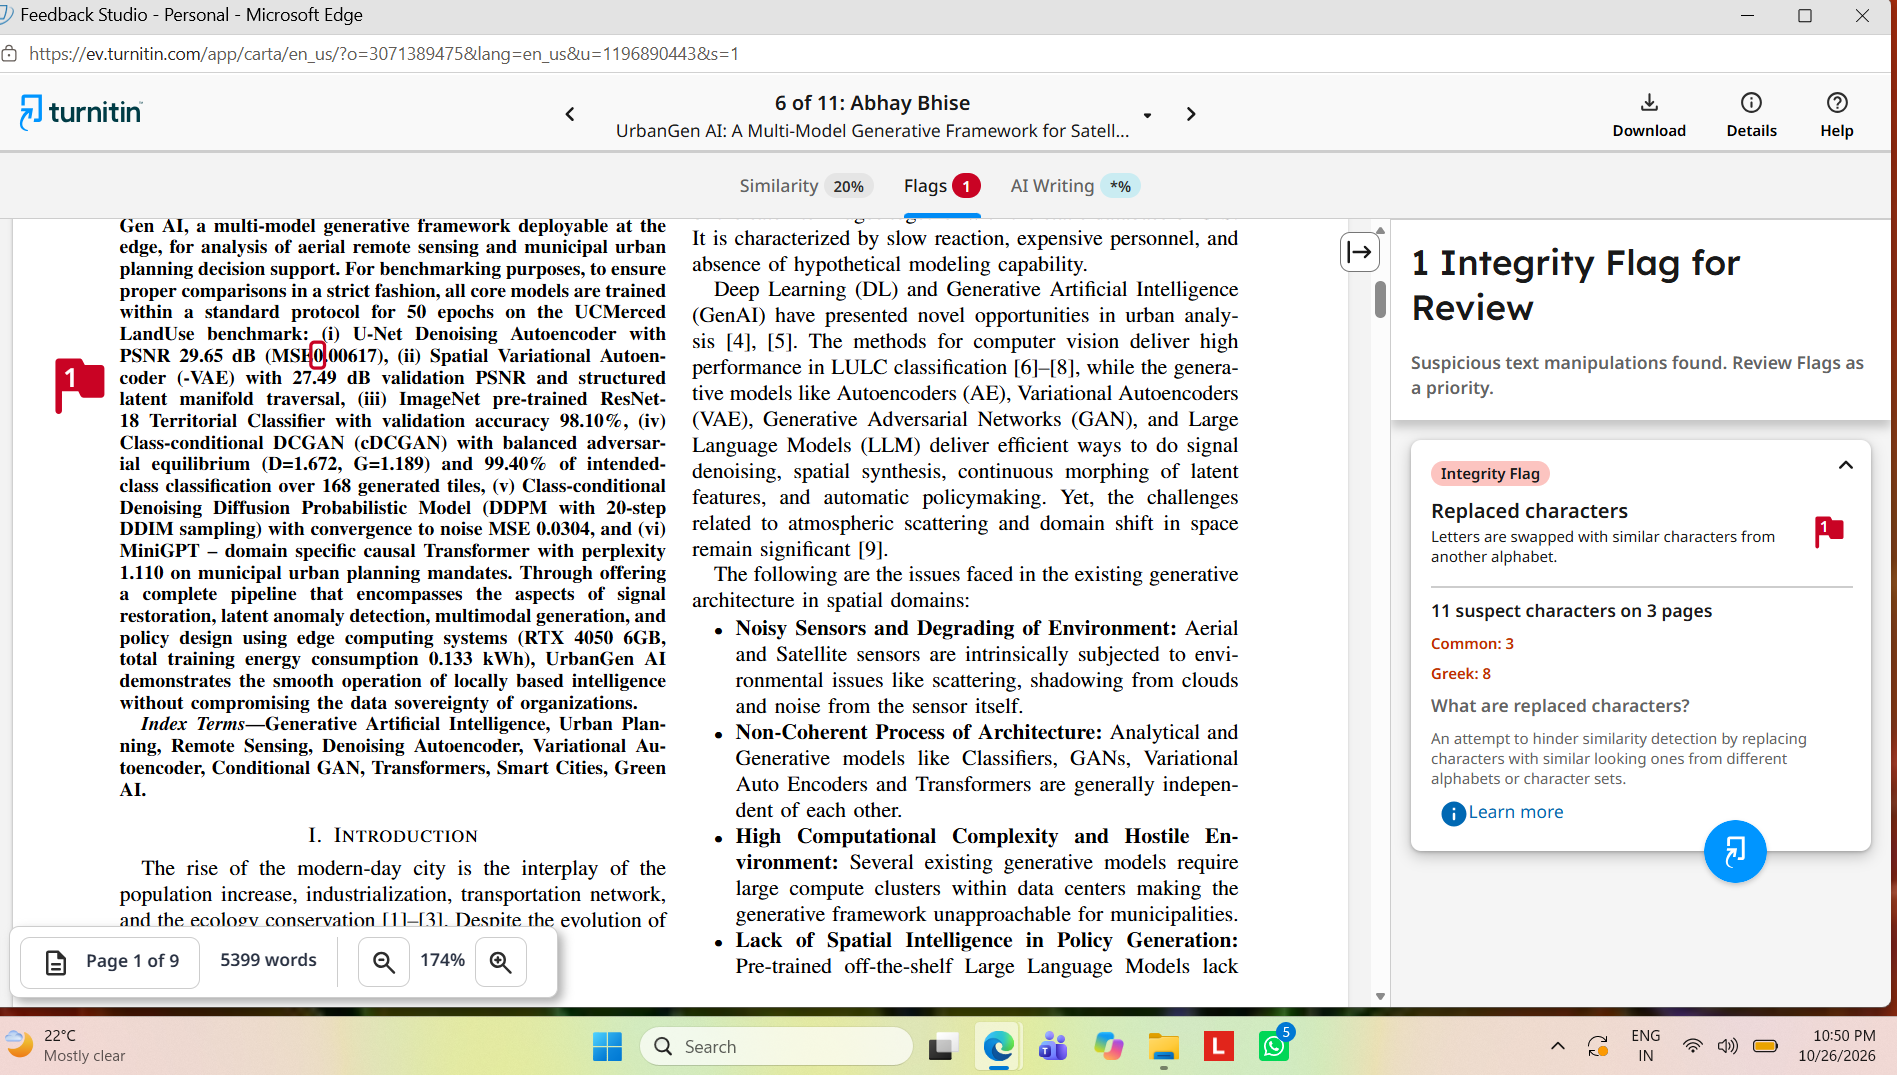 Feedback Studio - Personal - Microsoft Edge
https://ev.turnitin.com/app/carta/en_us/?o=3071389475&lang=en_us&u=1196890443&s=1
turnitin
6 of 11: Abhay Bhise
UrbanGen AI: A Multi-Model Generative Framework for Satell...
Download
Details
Help
Similarity 20%
Flags 1
AI Writing *%
Gen AI, a multi-model generative framework deployable at the
edge, for analysis of aerial remote sensing and municipal urban
planning decision support. For benchmarking purposes, to ensure
proper comparisons in a strict fashion, all core models are trained
within a standard protocol for 50 epochs on the UCMerced
LandUse benchmark: (i) U-Net Denoising Autoencoder with
PSNR 29.65 dB (MSE0.00617), (ii) Spatial Variational Autoen-
coder (-VAE) with 27.49 dB validation PSNR and structured
latent manifold traversal, (iii) ImageNet pre-trained ResNet-
18 Territorial Classifier with validation accuracy 98.10%, (iv)
Class-conditional DCGAN (cDCGAN) with balanced adversar-
ial equilibrium (D=1.672, G=1.189) and 99.40% of intended-
class classification over 168 generated tiles, (v) Class-conditional
Denoising Diffusion Probabilistic Model (DDPM with 20-step
DDIM sampling) with convergence to noise MSE 0.0304, and (vi)
MiniGPT – domain specific causal Transformer with perplexity
1.110 on municipal urban planning mandates. Through offering
a complete pipeline that encompasses the aspects of signal
restoration, latent anomaly detection, multimodal generation, and
policy design using edge computing systems (RTX 4050 6GB,
total training energy consumption 0.133 kWh), UrbanGen AI
demonstrates the smooth operation of locally based intelligence
without compromising the data sovereignty of organizations.
Index Terms—Generative Artificial Intelligence, Urban Plan-
ning, Remote Sensing, Denoising Autoencoder, Variational Au-
toencoder, Conditional GAN, Transformers, Smart Cities, Green
AI.
I. INTRODUCTION
The rise of the modern-day city is the interplay of the
population increase, industrialization, transportation network,
and the ecology conservation [1]–[3]. Despite the evolution of
1
It is characterized by slow reaction, expensive personnel, and
absence of hypothetical modeling capability.
Deep Learning (DL) and Generative Artificial Intelligence
(GenAI) have presented novel opportunities in urban analy-
sis [4], [5]. The methods for computer vision deliver high
performance in LULC classification [6]–[8], while the genera-
tive models like Autoencoders (AE), Variational Autoencoders
(VAE), Generative Adversarial Networks (GAN), and Large
Language Models (LLM) deliver efficient ways to do signal
denoising, spatial synthesis, continuous morphing of latent
features, and automatic policymaking. Yet, the challenges
related to atmospheric scattering and domain shift in space
remain significant [9].
The following are the issues faced in the existing generative
architecture in spatial domains:
• Noisy Sensors and Degrading of Environment: Aerial
and Satellite sensors are intrinsically subjected to envi-
ronmental issues like scattering, shadowing from clouds
and noise from the sensor itself.
• Non-Coherent Process of Architecture: Analytical and
Generative models like Classifiers, GANs, Variational
Auto Encoders and Transformers are generally indepen-
dent of each other.
• High Computational Complexity and Hostile En-
vironment: Several existing generative models require
large compute clusters within data centers making the
generative framework unapproachable for municipalities.
• Lack of Spatial Intelligence in Policy Generation:
Pre-trained off-the-shelf Large Language Models lack
1 Integrity Flag for
Review
Suspicious text manipulations found. Review Flags as
a priority.
Integrity Flag
Replaced characters
Letters are swapped with similar characters from
another alphabet.
1
11 suspect characters on 3 pages
Common: 3
Greek: 8
What are replaced characters?
An attempt to hinder similarity detection by replacing
characters with similar looking ones from different
alphabets or character sets.
Learn more
Page 1 of 9
5399 words
174%
22°C
Mostly clear
Search
5
ENG
IN
10:50 PM
10/26/2026